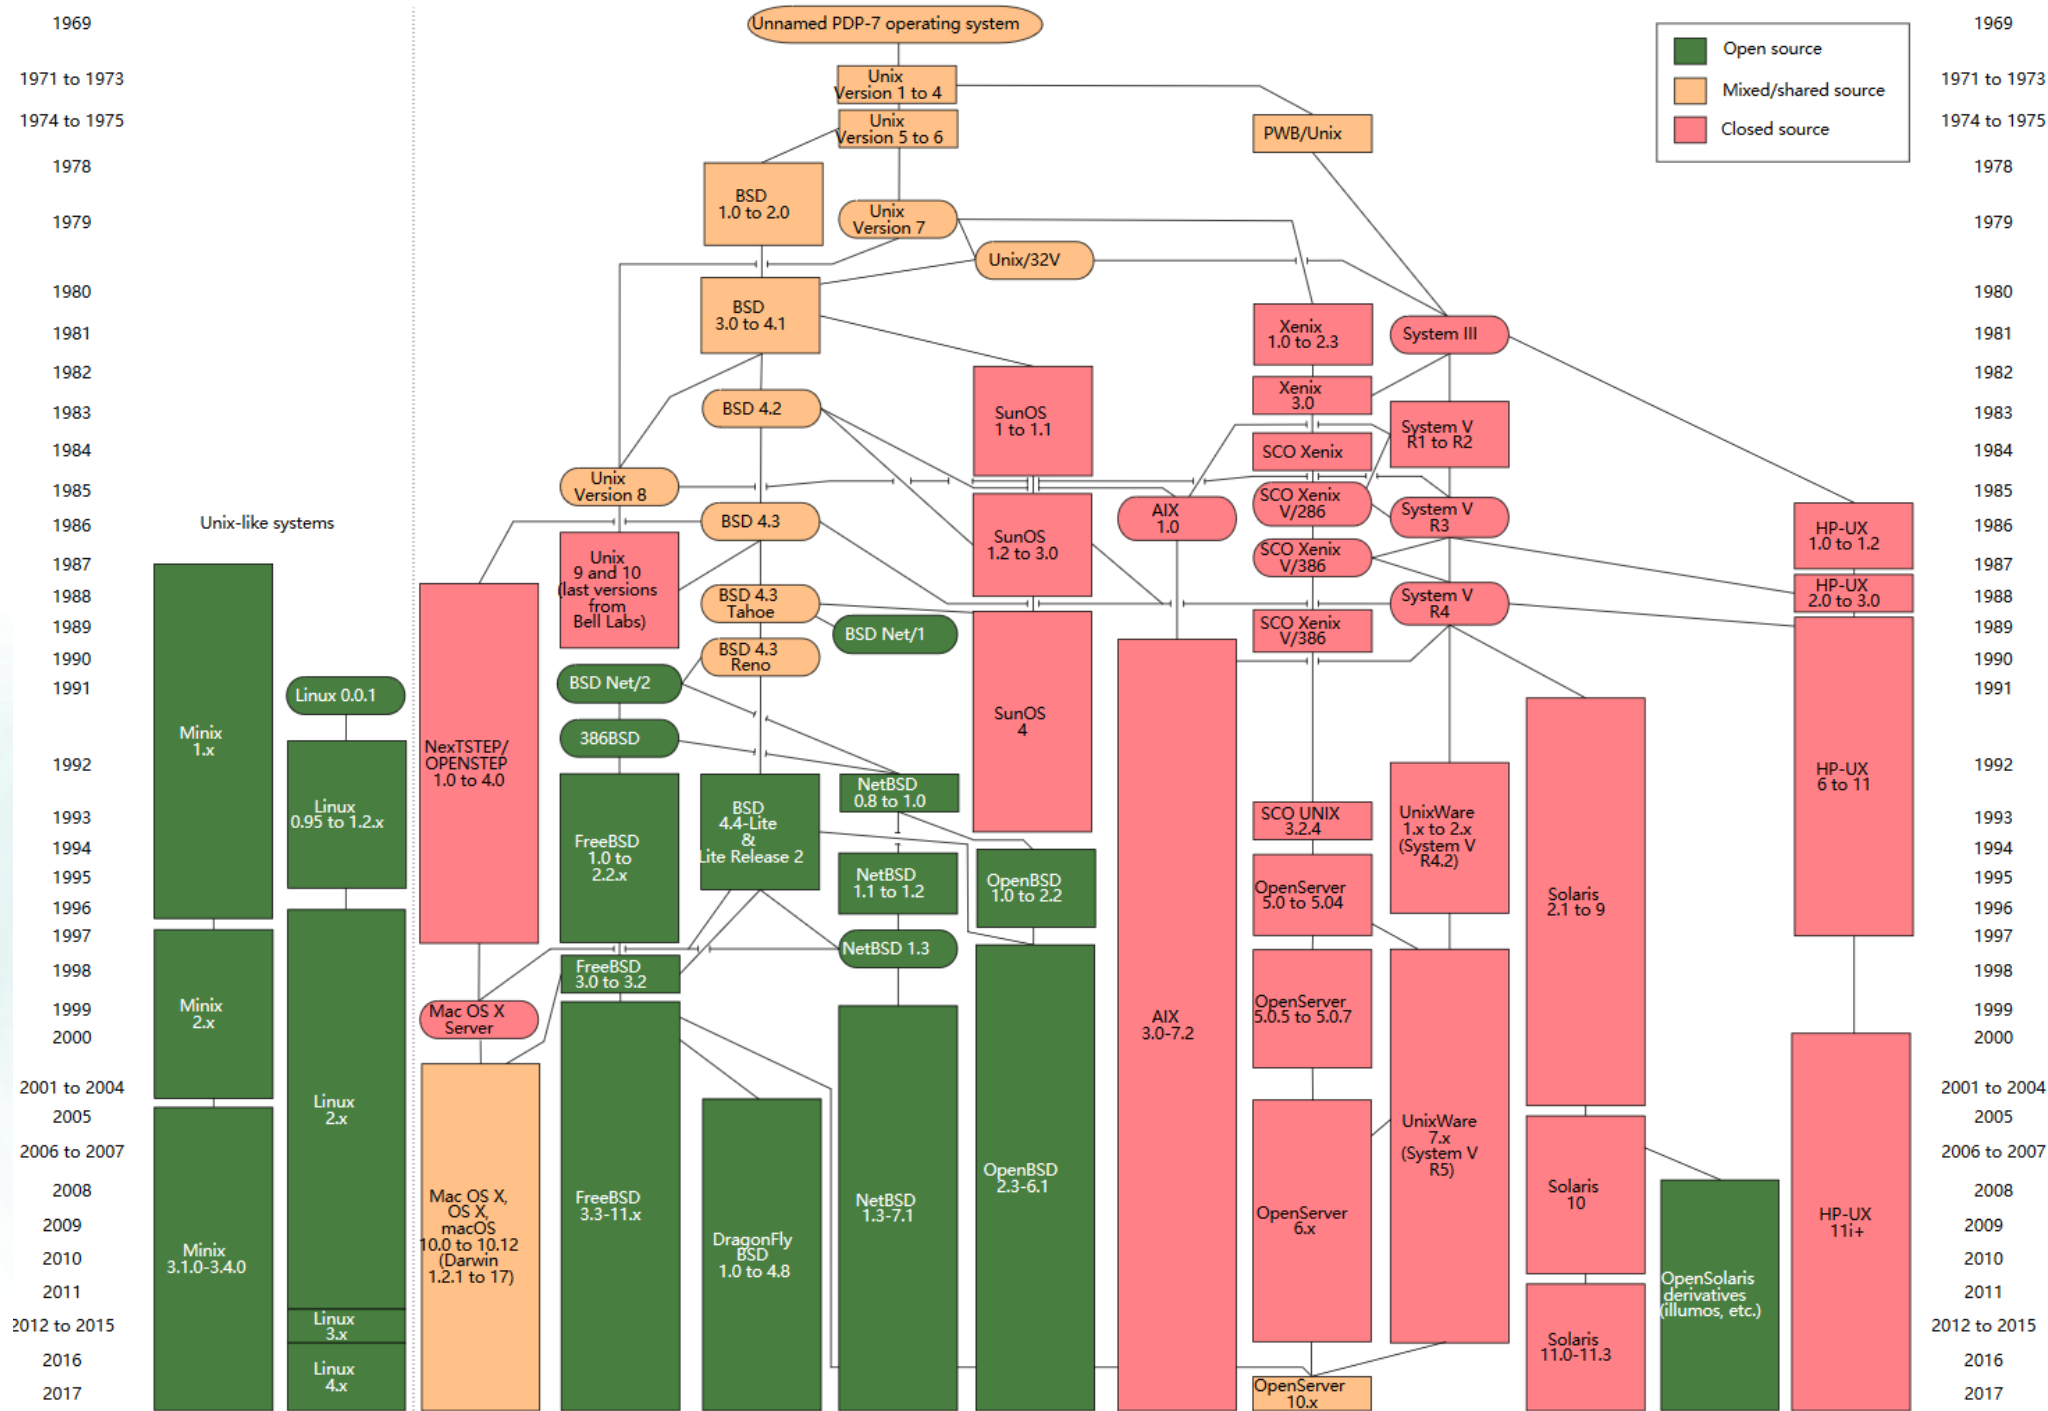 1969
1971 to 1973
1974 to 1975
1978
1979
1980
1981
1982
1983
1984
1985
1986
1987
1988
1989
1990
1991
1992
1993
1994
1995
1996
1997
1998
1999
2000
2001 to 2004
2005
2006 to 2007
2008
2009
2010
2011
2012 to 2015
2016
2017
Unix-like systems
Minix
1.x
Minix
2.x
Minix
3.1.0-3.4.0
Linux 0.0.1
Linux
0.95 to 1.2.x
Linux
2.x
Linux
3.x
Linux
4.x
Unnamed PDP-7 operating system
Unix
Version 1 to 4
Unix
Version 5 to 6
PWB/Unix
BSD
1.0 to 2.0
Unix
Version 7
Unix/32V
BSD
3.0 to 4.1
Xenix
1.0 to 2.3
System III
Xenix
3.0
BSD 4.2
SunOS
1 to 1.1
System V
R1 to R2
SCO Xenix
Unix
Version 8
SCO Xenix
V/286
AIX
1.0
System V
R3
BSD 4.3
SunOS
1.2 to 3.0
HP-UX
1.0 to 1.2
Unix
9 and 10
(last versions
from
Bell Labs)
SCO Xenix
V/386
HP-UX
2.0 to 3.0
BSD 4.3
Tahoe
System V
R4
BSD Net/1
SCO Xenix
V/386
BSD 4.3
Reno
BSD Net/2
SunOS
4
386BSD
NexTSTEP/
OPENSTEP
1.0 to 4.0
HP-UX
6 to 11
NetBSD
0.8 to 1.0
BSD
4.4-Lite
&
Lite Release 2
SCO UNIX
3.2.4
UnixWare
1.x to 2.x
(System V
R4.2)
FreeBSD
1.0 to
2.2.x
NetBSD
1.1 to 1.2
OpenBSD
1.0 to 2.2
OpenServer
5.0 to 5.04
Solaris
2.1 to 9
NetBSD 1.3
FreeBSD
3.0 to 3.2
OpenServer
5.0.5 to 5.0.7
Mac OS X
Server
AIX
3.0-7.2
UnixWare
7.x
(System V
R5)
OpenBSD
2.3-6.1
Mac OS X,
OS X,
macOS
10.0 to 10.12
(Darwin
1.2.1 to 17)
FreeBSD
3.3-11.x
NetBSD
1.3-7.1
DragonFly
BSD
1.0 to 4.8
OpenServer
6.x
Solaris
10
HP-UX
11i+
OpenSolaris
derivatives
(illumos, etc.)
Solaris
11.0-11.3
OpenServer
10.x
Open source
Mixed/shared source
Closed source
1969
1971 to 1973
1974 to 1975
1978
1979
1980
1981
1982
1983
1984
1985
1986
1987
1988
1989
1990
1991
1992
1993
1994
1995
1996
1997
1998
1999
2000
2001 to 2004
2005
2006 to 2007
2008
2009
2010
2011
2012 to 2015
2016
2017